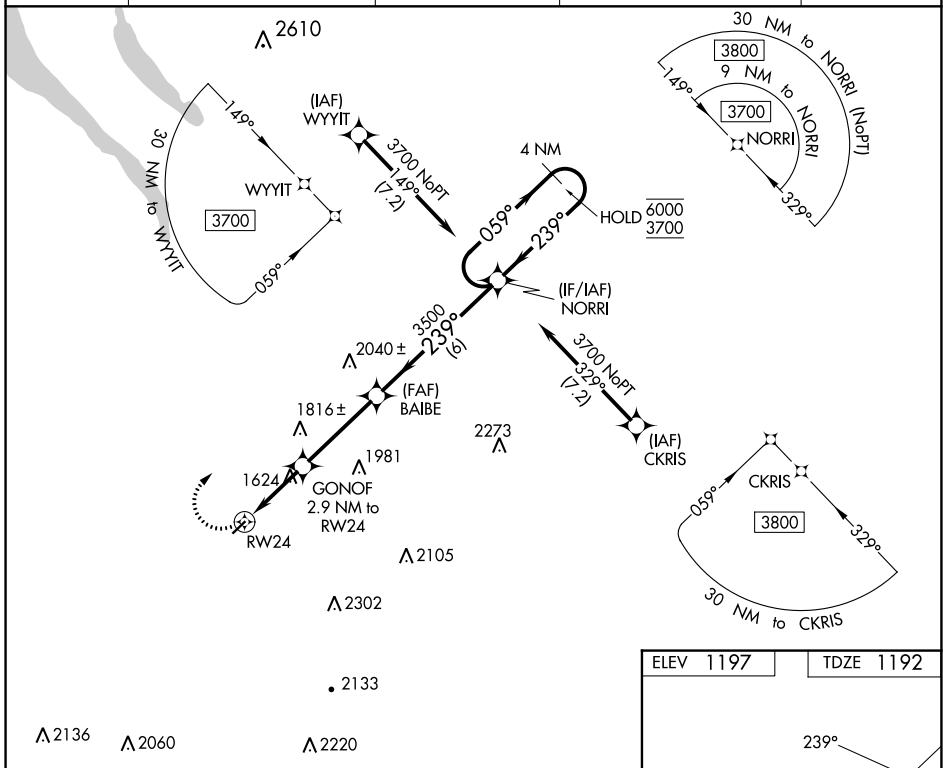 2610
30 NM to NORRI (NoPT)
3800
9 NM to NORRI
3700
149°
NORRI
329°
(IAF)
WYYIT
149°
30 NM to WYYIT
WYYIT
3700
059°
3700 NoPT
149°
(7.2)
4 NM
059°
239°
HOLD 6000
3700
(IF/IAF)
NORRI
3500
239°
(6)
2040 ±
(FAF)
BAIBE
3700 NoPT
329°
(7.2)
1816 ±
2273
(IAF)
CKRIS
1981
1624
GONOF
2.9 NM to
RW24
RW24
CKRIS
059°
3800
329°
30 NM to CKRIS
2105
2302
2133
2136
2060
2220
ELEV 1197
TDZE 1192
239°